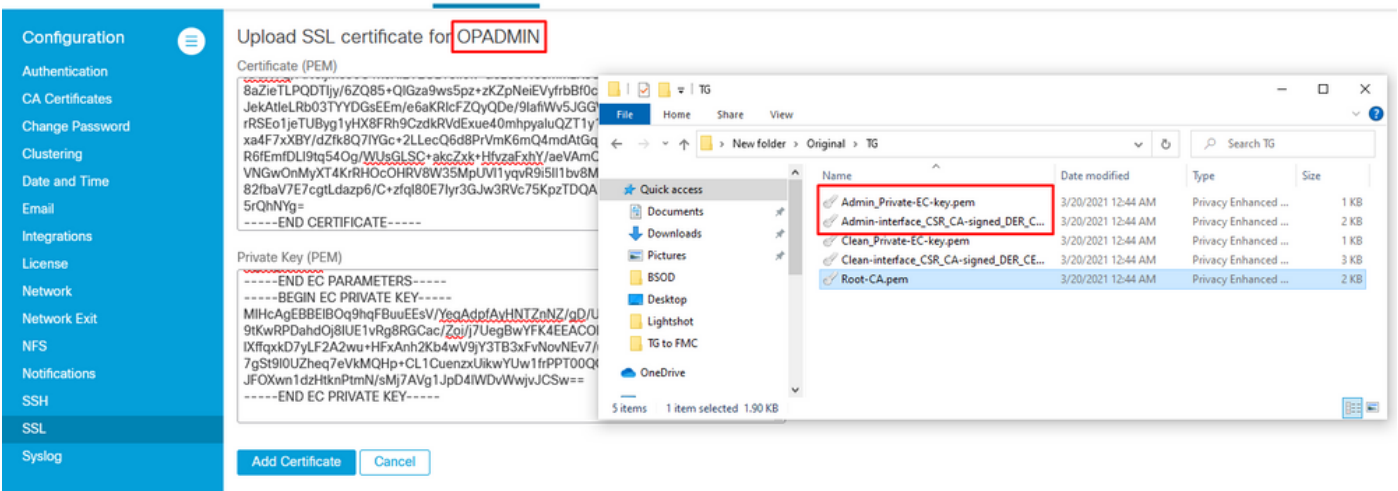 Configuration
Authentication
CA Certificates
Change Password
Clustering
Date and Time
Email
Integrations
License
Network
Network Exit
NFS
Notifications
SSH
SSL
Syslog
Upload SSL certificate for OPADMIN
Certificate (PEM)
8aZieTLPQDTljy/6ZQ85+QIGza9ws5pz+zKZpNeiEVyfrbBf0c
JekAtleLRb03TYYDGsEEm/e6aKRlcFZQyQDe/9lafiWv5JGG
rRSEo1jeTUByg1yHX8FRh9CzdkRVdExue40mhpyaluQZT1y
xa4F7xXBY/dZfk8Q7lYGc+2LLecQ6d8PrVmK6mQ4mdAtGq
R6fEmfDLI9tq54Og/WUsGLSC+akcZxk+HfvzaFxhY/aeVAmC
VNGwOnMyXT4KrRHOcOHRV8W35MpUVI1yqvR9i5Il1bv8M
82fbaV7E7cgtLdazp6/C+zfql80E7lyr3GJw3RVc75KpzTDQA
5rQhNYg=
-----END CERTIFICATE-----
Private Key (PEM)
-----END EC PARAMETERS-----
-----BEGIN EC PRIVATE KEY-----
MIHcAgEBBEIBOq9hqFBuuEEsV/YeqAdpfAyHNTZnNZ/gD/U
9tKwRPDahdOj8IUE1vRg8RGCac/Zoj/j7UegBwYFK4EEACO
IXffqxkD7yLF2A2wu+HFxAnh2Kb4wV9jY3TB3xFvNovNEv7/
7gSt9l0UZheq7eVkMQHp+CL1CuenzxUikwYUw1frPPT00Q
JFOXwn1dzHtknPtmN/sMj7AVg1JpD4lWDvWwjvJCSw==
-----END EC PRIVATE KEY-----
Add Certificate
Cancel
TG
File Home Share View
New folder > Original > TG
Search TG
Quick access
Documents
Downloads
Pictures
BSOD
Desktop
Lightshot
TG to FMC
OneDrive
Name Date modified Type Size
Admin_Private-EC-key.pem 3/20/2021 12:44 AM Privacy Enhanced ... 1 KB
Admin-interface_CSR_CA-signed_DER_C... 3/20/2021 12:44 AM Privacy Enhanced ... 2 KB
Clean_Private-EC-key.pem 3/20/2021 12:44 AM Privacy Enhanced ... 1 KB
Clean-interface_CSR_CA-signed_DER_CE... 3/20/2021 12:44 AM Privacy Enhanced ... 3 KB
Root-CA.pem 3/20/2021 12:44 AM Privacy Enhanced ... 2 KB
5 items 1 item selected 1.90 KB